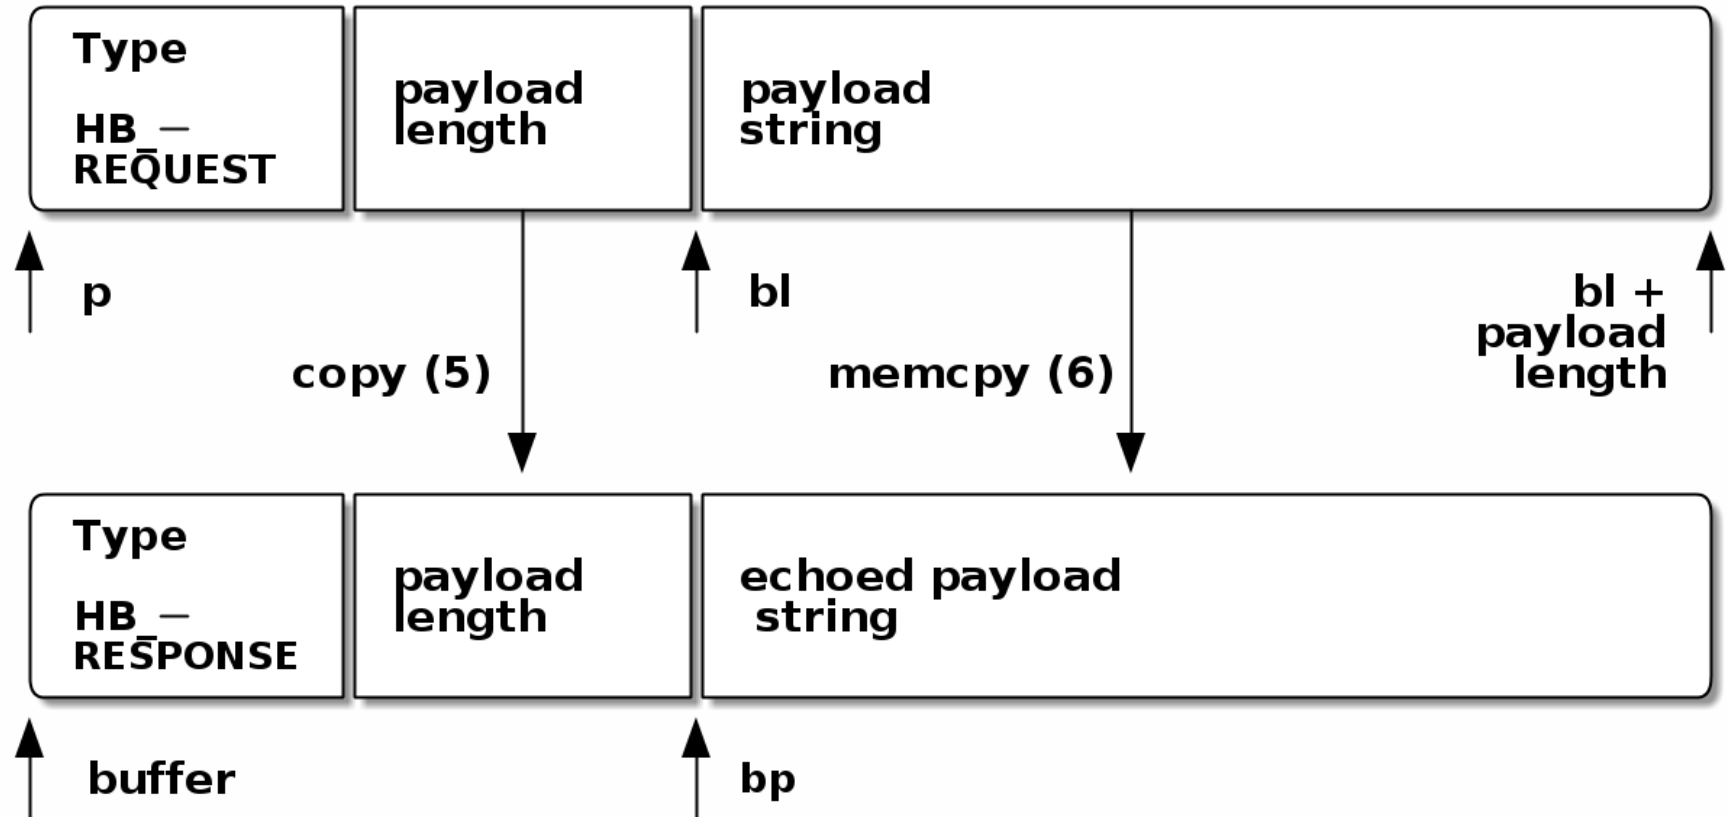 Type
HB_ —
REQUEST
payload
length
payload
string
p
bl
bl +
payload
length
copy (5)
memcpy (6)
Type
HB_ —
RESPONSE
payload
length
echoed payload
string
buffer
bp